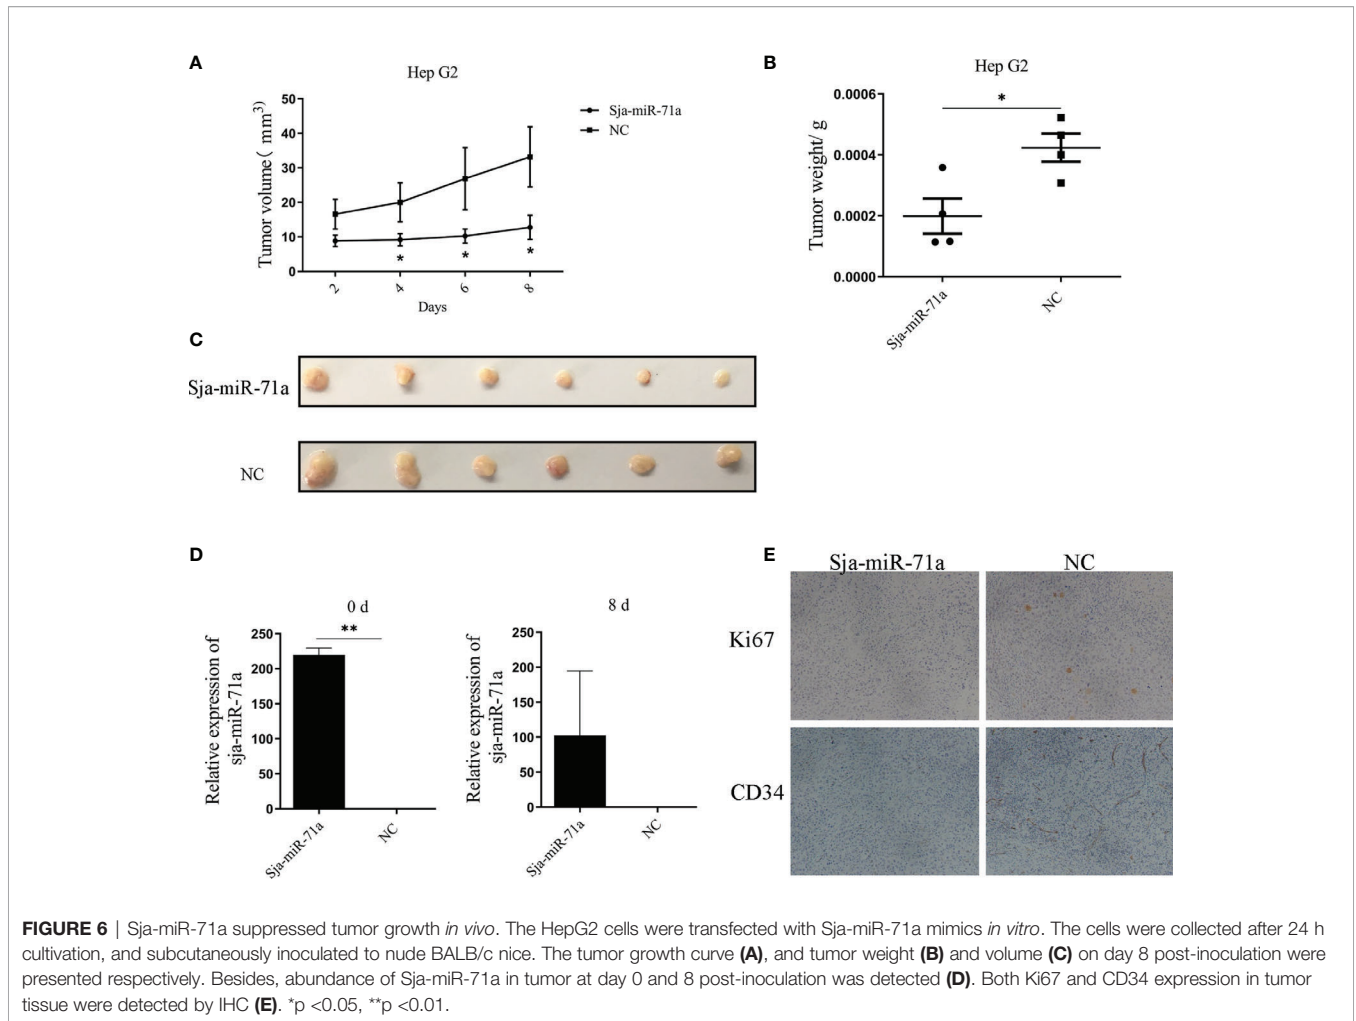 A
Hep G2
Tumor volume( mm3)
50
40
30
20
10
0
* * *
2 4 6 8
Days
Sja-miR-71a
NC
B
Hep G2
Tumor weight/ g
0.0006
0.0004
0.0002
0.0000
*
Sja-miR-71a
NC
C
Sja-miR-71a
NC
D
0 d
Relative expression of
sja-miR-71a
250
200
150
100
50
0
**
Sja-miR-71a
NC
8 d
Relative expression of
sja-miR-71a
250
200
150
100
50
0
Sja-miR-71a
NC
E
Sja-miR-71a NC
Ki67
CD34
FIGURE 6 | Sja-miR-71a suppressed tumor growth in vivo. The HepG2 cells were transfected with Sja-miR-71a mimics in vitro. The cells were collected after 24 h
cultivation, and subcutaneously inoculated to nude BALB/c nice. The tumor growth curve (A), and tumor weight (B) and volume (C) on day 8 post-inoculation were
presented respectively. Besides, abundance of Sja-miR-71a in tumor at day 0 and 8 post-inoculation was detected (D). Both Ki67 and CD34 expression in tumor
tissue were detected by IHC (E). *p <0.05, **p <0.01.